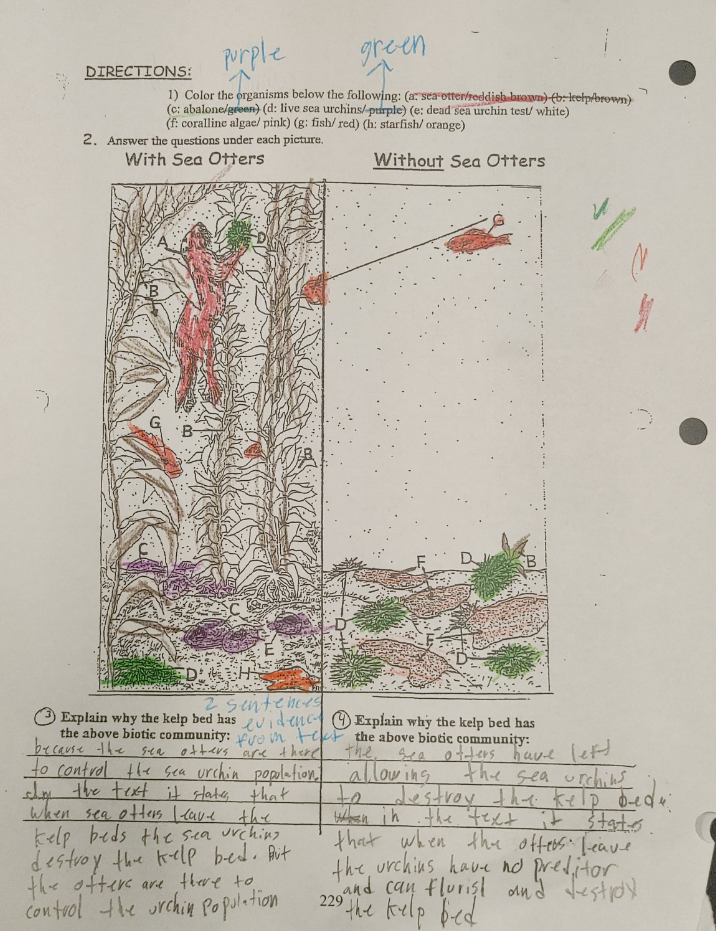 purple green
DIRECTIONS:
1) Color the organisms below the following: (a: sea otter/reddish brown) (b: kelp/brown)
(c: abalone/green) (d: live sea urchins/ purple) (e: dead sea urchin test/ white)
(f: coralline algae/ pink) (g: fish/ red) (h: starfish/ orange)
2. Answer the questions under each picture.
With Sea Otters Without Sea Otters
A D G
B
G B B
C F D B
C D F
E D
D H
2 sentences
evidence
from text
3 Explain why the kelp bed has
the above biotic community:
because the sea otters are there
to control the sea urchin population
the text it states that
when sea otters leave the
kelp beds the sea urchins
destroy the kelp bed. But
the otters are there to
control the urchin population
4 Explain why the kelp bed has
the above biotic community:
the sea otters have left
allowing the sea urchins
to destroy the kelp bed.
When in the text it states
that when the otters leave
the urchins have no preditor
and can flurish and destroy
the kelp bed
229